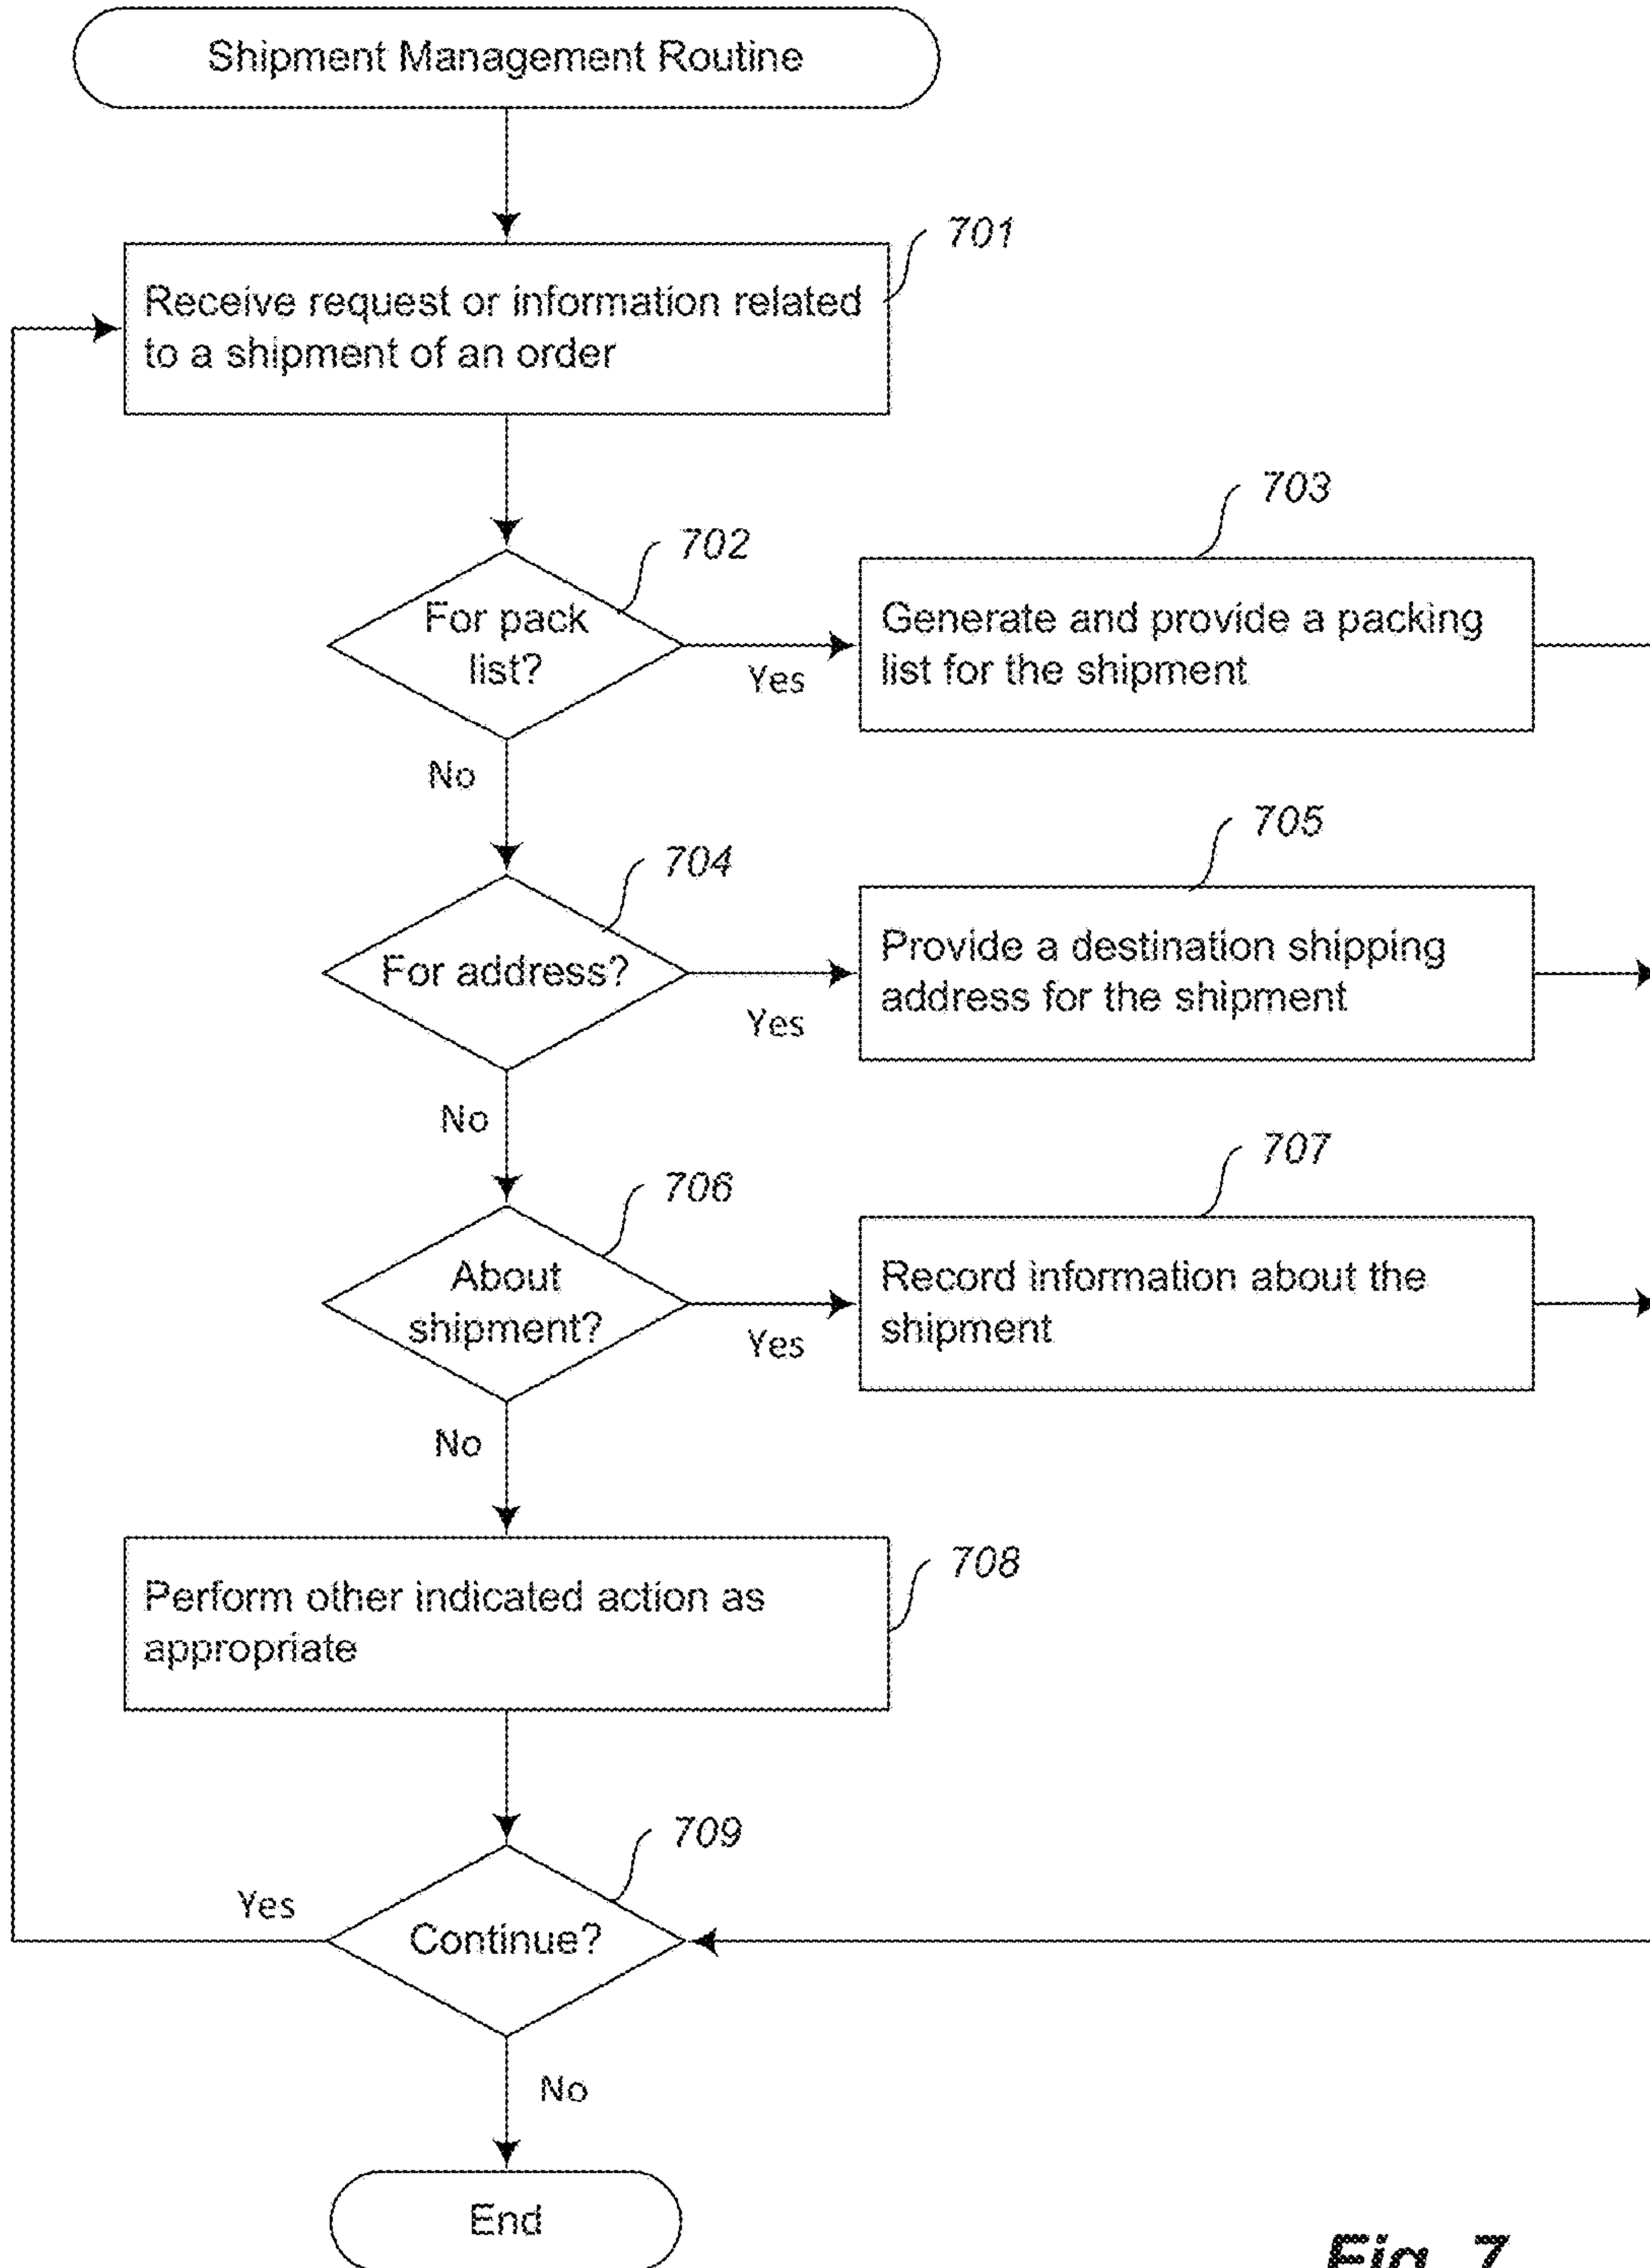 Shipment Management Routine
701
Receive request or information related
to a shipment of an order
702
For pack
list?
Yes
No
703
Generate and provide a packing
list for the shipment
704
For address?
Yes
No
705
Provide a destination shipping
address for the shipment
706
About
shipment?
Yes
No
707
Record information about the
shipment
708
Perform other indicated action as
appropriate
709
Continue?
Yes
No
End
Fig. 7